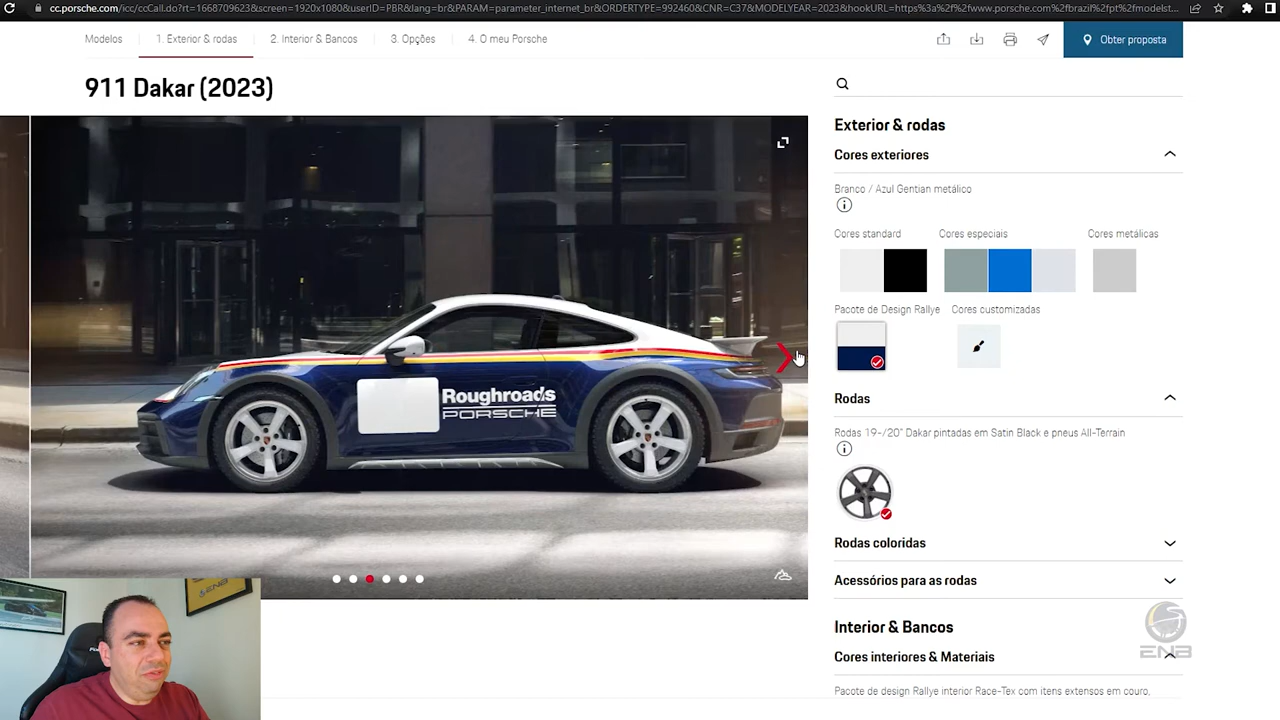 cc.porsche.com/icc/ccCall.do?rt=1668709623&screen=1920x1080&userID=PBR&lang=br&PARAM=parameter_internet_br&ORDERTYPE=992460&CNR=C37&MODELYEAR=2023&hookURL=https%3a%2f%2fwww.porsche.com%2fbrazil%2fpt%2fmodelst...
Modelos
1. Exterior & rodas
2. Interior & Bancos
3. Opções
4. O meu Porsche
Obter proposta
911 Dakar (2023)
Exterior & rodas
Cores exteriores
Branco / Azul Gentian metálico
Cores standard
Cores especiais
Cores metálicas
Pacote de Design Rallye
Cores customizadas
Roughroads
PORSCHE
Rodas
Rodas 19-/20" Dakar pintadas em Satin Black e pneus All-Terrain
Rodas coloridas
Acessórios para as rodas
Interior & Bancos
Cores interiores & Materiais
Pacote de design Rallye interior Race-Tex com itens extensos em couro,
ENB
ENB